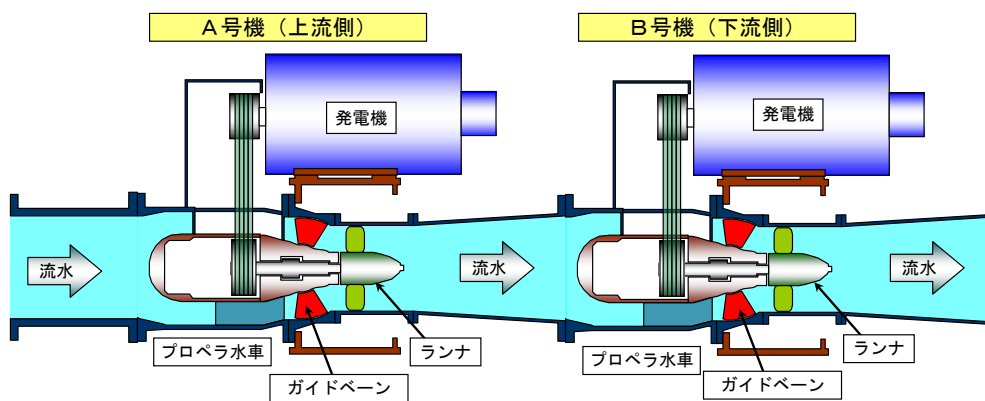 A号機(上流側)
B号機(下流側)
発電機
発電機
流水
流水
流水
プロペラ水車
ランナ
ガイドベーン
プロペラ水車
ランナ
ガイドベーン